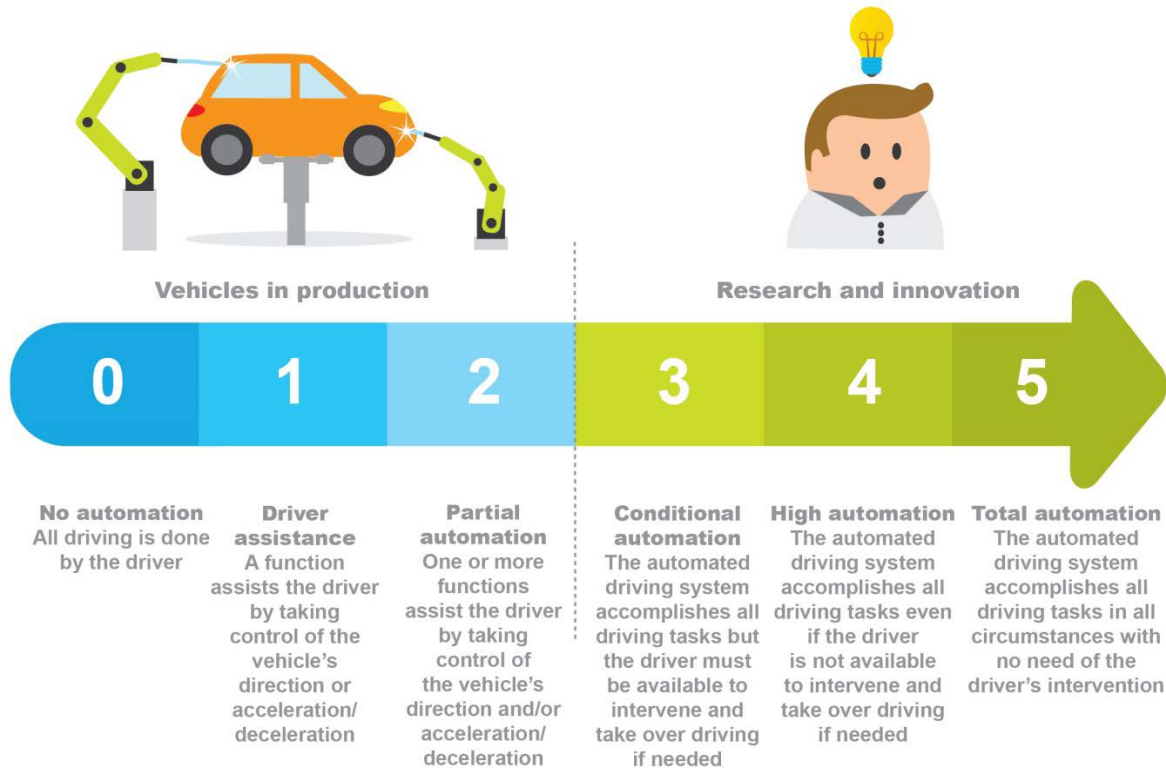 Vehicles in production
Research and innovation
0
1
2
3
4
5
No automation
All driving is done
by the driver
Driver
assistance
A function
assists the driver
by taking
control of the
vehicle’s
direction or
acceleration/
deceleration
Partial
automation
One or more
functions
assist the driver
by taking
control of
the vehicle’s
direction and/or
acceleration/
deceleration
Conditional
automation
The automated
driving system
accomplishes all
driving tasks but
the driver must
be available to
intervene and
take over driving
if needed
High automation
The automated
driving system
accomplishes all
driving tasks even
if the driver
is not available
to intervene and
take over driving
if needed
Total automation
The automated
driving system
accomplishes all
driving tasks in all
circumstances with
no need of the
driver’s intervention